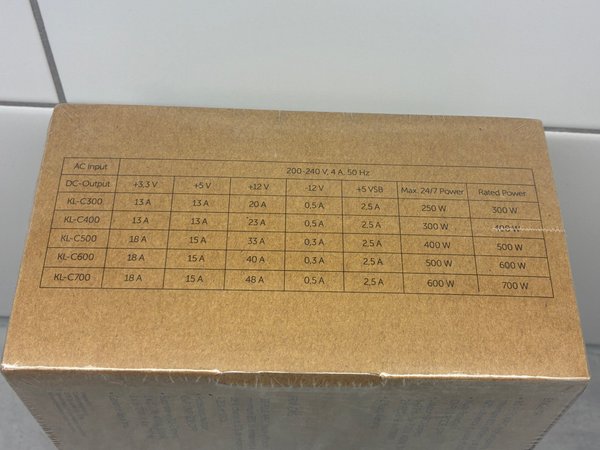 AC Input 200-240 V, 4 A, 50 Hz
DC-Output +3,3 V +5 V +12 V 12 V +5 VSB Max. 24/7 Power Rated Power
KL-C300 13 A 13 A 20 A 0,5 A 2,5 A 250 W 300 W
KL-C400 13 A 13 A 23 A 0,5 A 2,5 A 300 W 400 W
KL-C500 18 A 15 A 33 A 0,3 A 2,5 A 400 W 500 W
KL-C600 18 A 15 A 40 A 0,3 A 2,5 A 500 W 600 W
KL-C700 18 A 15 A 48 A 0,5 A 2,5 A 600 W 700 W